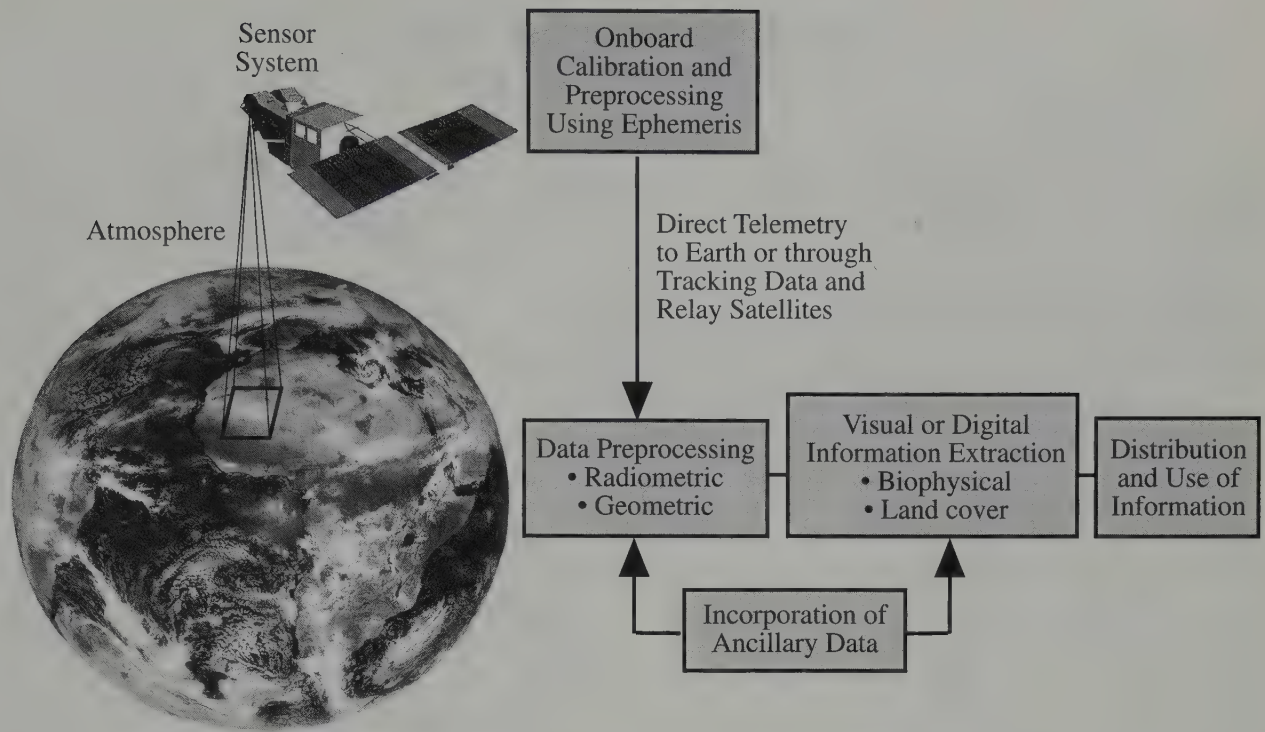 Sensor
System
Onboard
Calibration and
Preprocessing
Using Ephemeris
Atmosphere
Direct Telemetry
to Earth or through
Tracking Data and
Relay Satellites
Data Preprocessing
• Radiometric
• Geometric
Visual or Digital
Information Extraction
• Biophysical
• Land cover
Distribution
and Use of
Information
Incorporation of
Ancillary Data